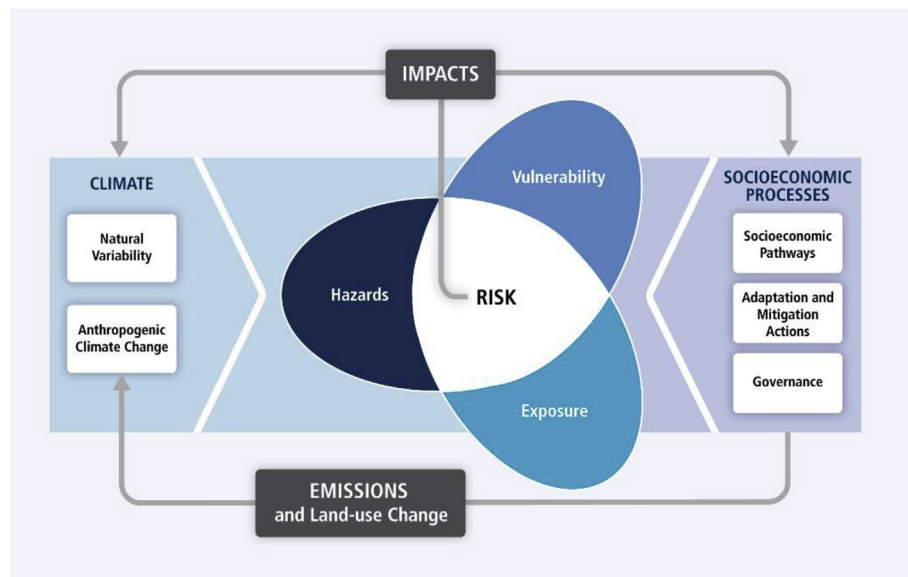 IMPACTS
CLIMATE
Natural
Variability
Anthropogenic
Climate Change
Vulnerability
Hazards
RISK
Exposure
SOCIOECONOMIC
PROCESSES
Socioeconomic
Pathways
Adaptation and
Mitigation
Actions
Governance
EMISSIONS
and Land-use Change